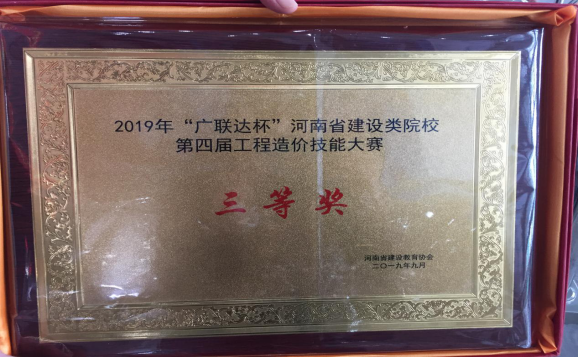 2019年“广联达杯”河南省建设类院校
第四届工程造价技能大赛
三等奖
河南省建设教育协会
二〇一九年九月